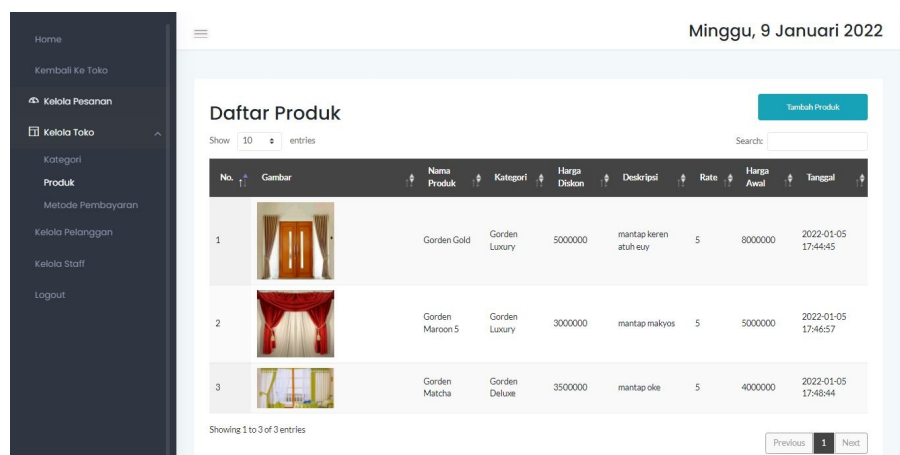 Minggu, 9 Januari 2022
Home
Kembali Ke Toko
Kelola Pesanan
Kelola Toko
Kategori
Produk
Metode Pembayaran
Kelola Pelanggan
Kelola Staff
Logout
Daftar Produk
Tambah Produk
Show 10 entries
Search:
No. Gambar Nama Produk Kategori Harga Diskon Deskripsi Rate Harga Awal Tanggal
1 Gorden Gold Gorden Luxury 5000000 mantap keren atuh euy 5 8000000 2022-01-05 17:44:45
2 Gorden Maroon 5 Gorden Luxury 3000000 mantap makyos 5 5000000 2022-01-05 17:46:57
3 Gorden Matcha Gorden Deluxe 3500000 mantap oke 5 4000000 2022-01-05 17:48:44
Showing 1 to 3 of 3 entries
Previous 1 Next